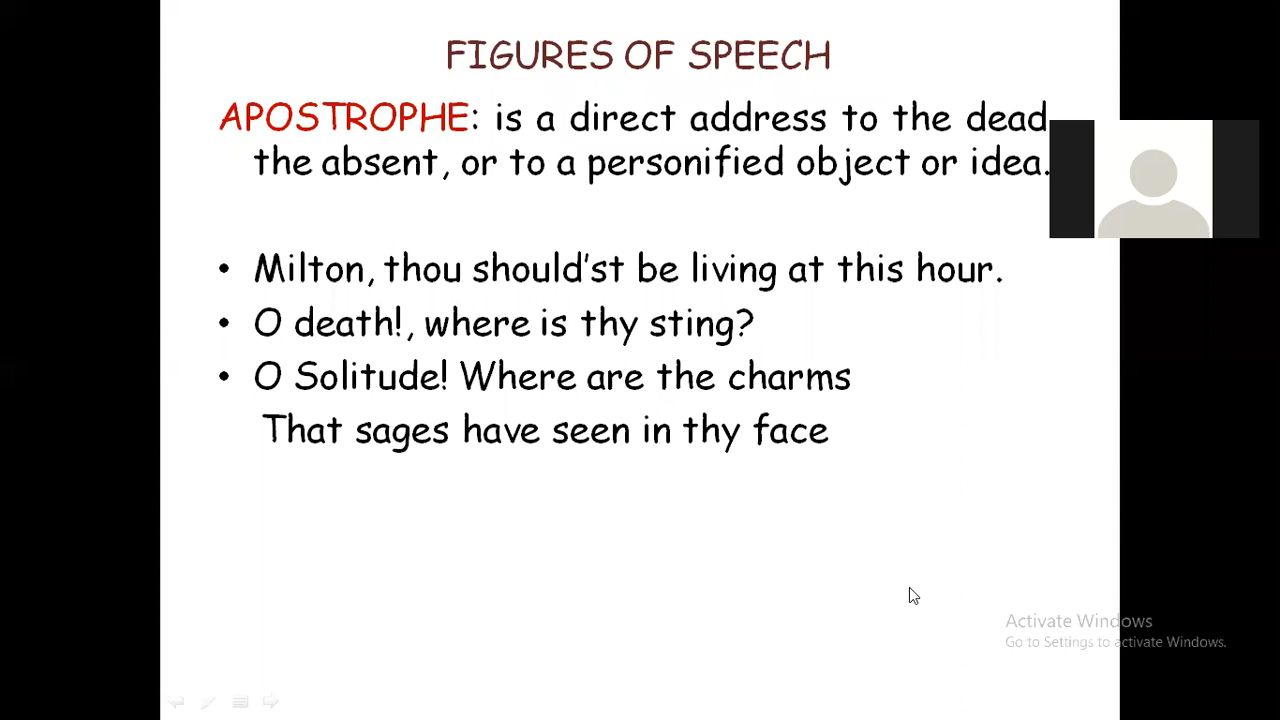 FIGURES OF SPEECH
APOSTROPHE: is a direct address to the dead
the absent, or to a personified object or idea.
• Milton, thou should'st be living at this hour.
• O death!, where is thy sting?
• O Solitude! Where are the charms
That sages have seen in thy face
Activate Windows
Go to Settings to activate Windows.